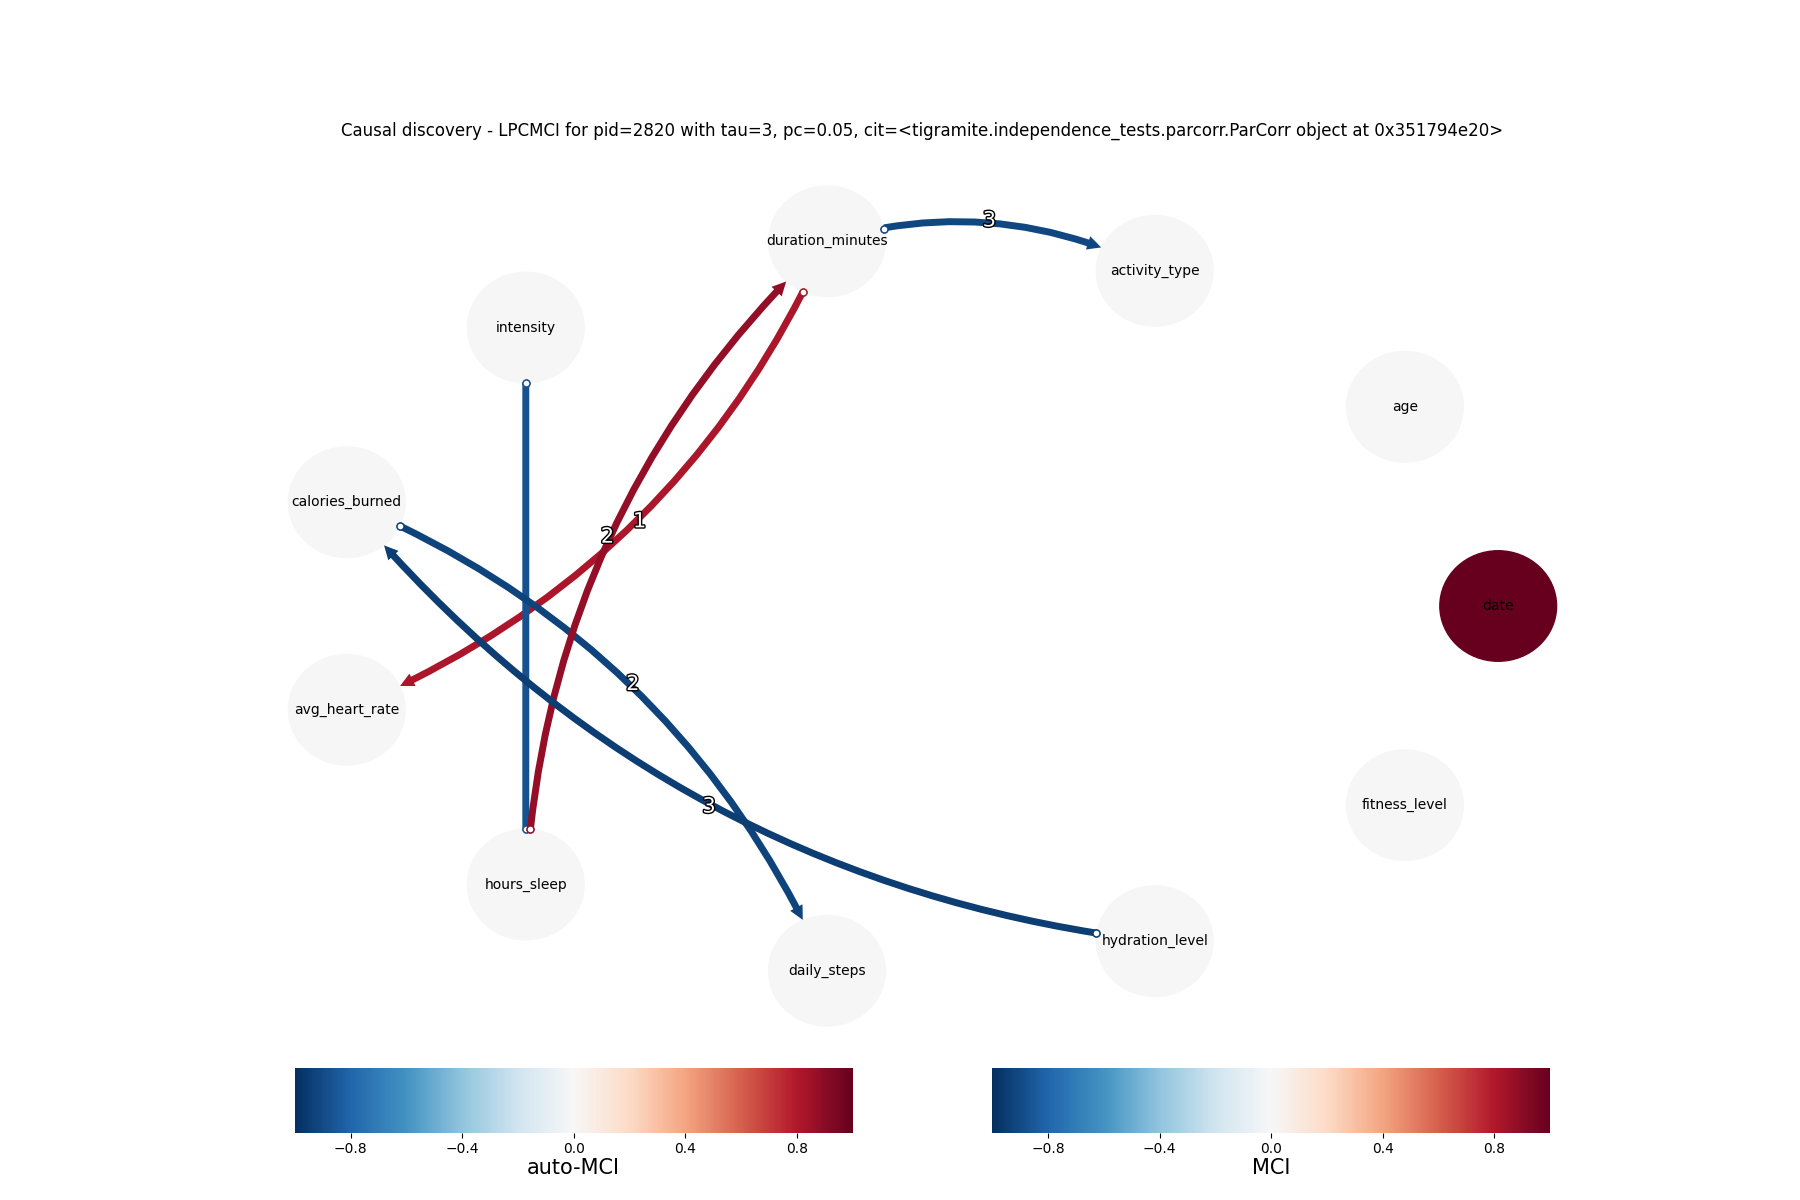 Causal discovery - LPCMCI for pid=2820 with tau=3, pc=0.05, cit=<tigramite.independence_tests.parcorr.ParCorr object at 0x351794e20>
3
duration_minutes
activity_type
intensity
age
calories_burned
1
2
date
2
avg_heart_rate
3
fitness_level
hours_sleep
hydration_level
daily_steps
−0.8 −0.4 0.0 0.4 0.8
auto-MCI
−0.8 −0.4 0.0 0.4 0.8
MCI